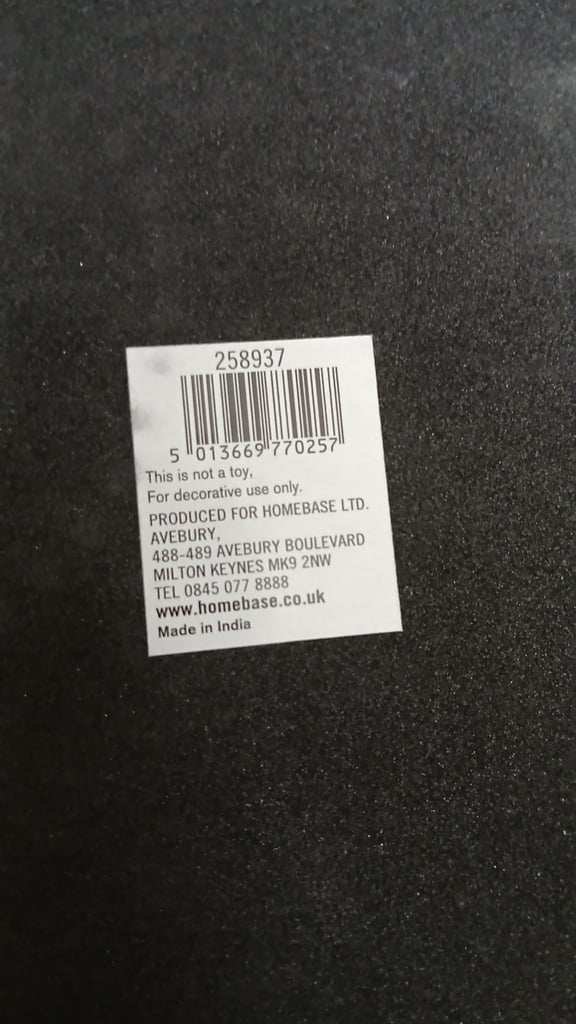 258937
5 013669 770257
This is not a toy,
For decorative use only.
PRODUCED FOR HOMEBASE LTD.
AVEBURY,
488-489 AVEBURY BOULEVARD
MILTON KEYNES MK9 2NW
TEL 0845 077 8888
www.homebase.co.uk
Made in India